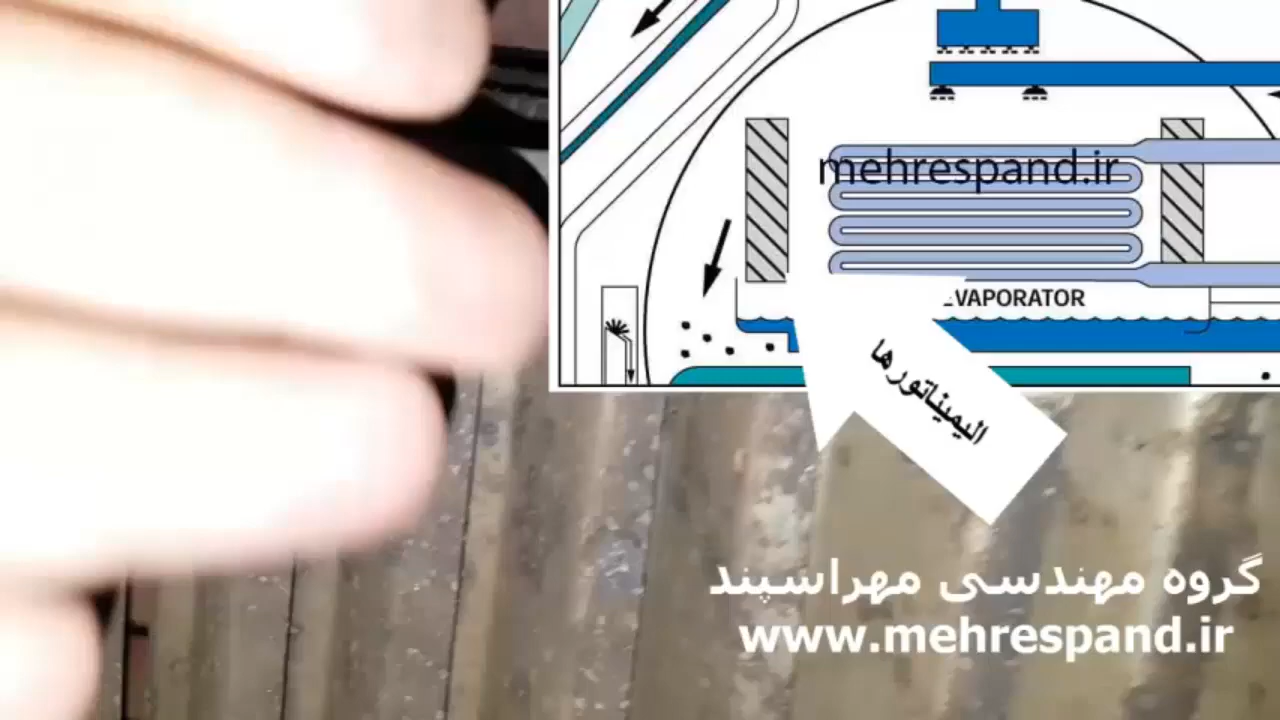 mehrespand.ir
EVAPORATOR
الیمیناتورها
گروه مهندسی مهراسپند
www.mehrespand.ir